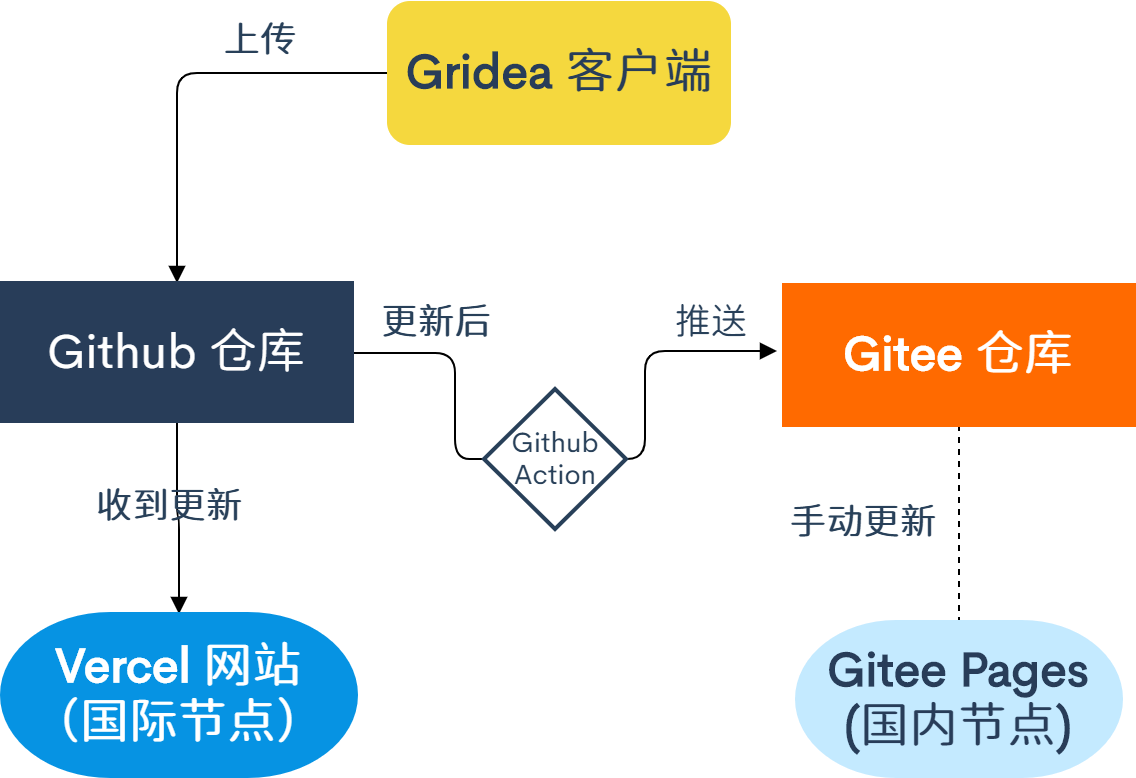 上传
Gridea 客户端
Github 仓库
更新后
推送
Gitee 仓库
Github
Action
收到更新
手动更新
Vercel 网站
(国际节点)
Gitee Pages
(国内节点)